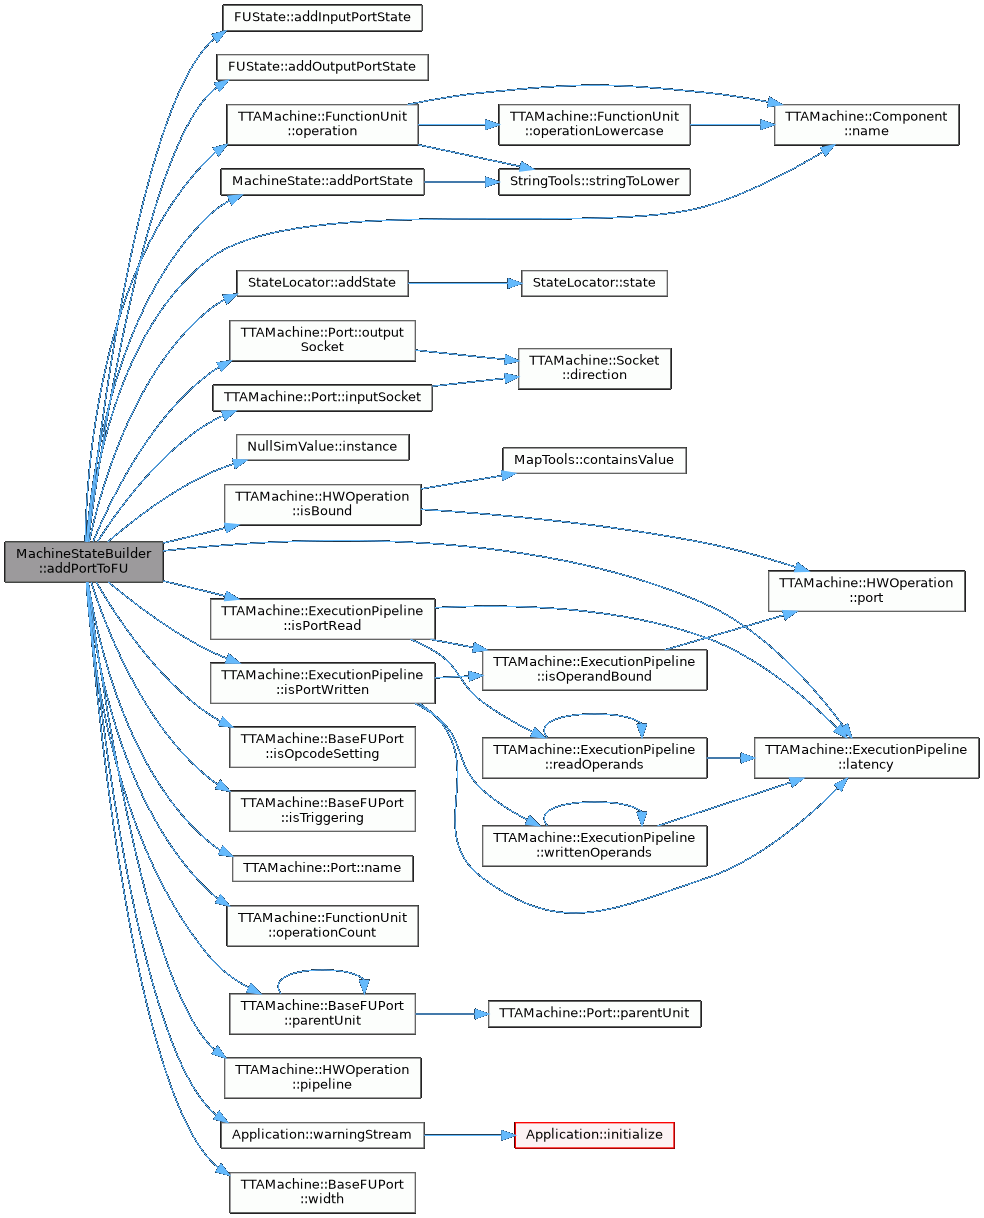 FUState::addInputPortState
FUState::addOutputPortState
TTAMachine::FunctionUnit
::operation
TTAMachine::FunctionUnit
::operationLowercase
TTAMachine::Component
::name
MachineState::addPortState
StringTools::stringToLower
StateLocator::addState
StateLocator::state
TTAMachine::Port::output
Socket
TTAMachine::Socket
::direction
TTAMachine::Port::inputSocket
NullSimValue::instance
MapTools::containsValue
TTAMachine::HWOperation
::isBound
MachineStateBuilder
::addPortToFU
TTAMachine::HWOperation
::port
TTAMachine::ExecutionPipeline
::isPortRead
TTAMachine::ExecutionPipeline
::isOperandBound
TTAMachine::ExecutionPipeline
::isPortWritten
TTAMachine::BaseFUPort
::isOpcodeSetting
TTAMachine::ExecutionPipeline
::readOperands
TTAMachine::ExecutionPipeline
::latency
TTAMachine::BaseFUPort
::isTriggering
TTAMachine::ExecutionPipeline
::writtenOperands
TTAMachine::Port::name
TTAMachine::FunctionUnit
::operationCount
TTAMachine::BaseFUPort
::parentUnit
TTAMachine::Port::parentUnit
TTAMachine::HWOperation
::pipeline
Application::warningStream
Application::initialize
TTAMachine::BaseFUPort
::width